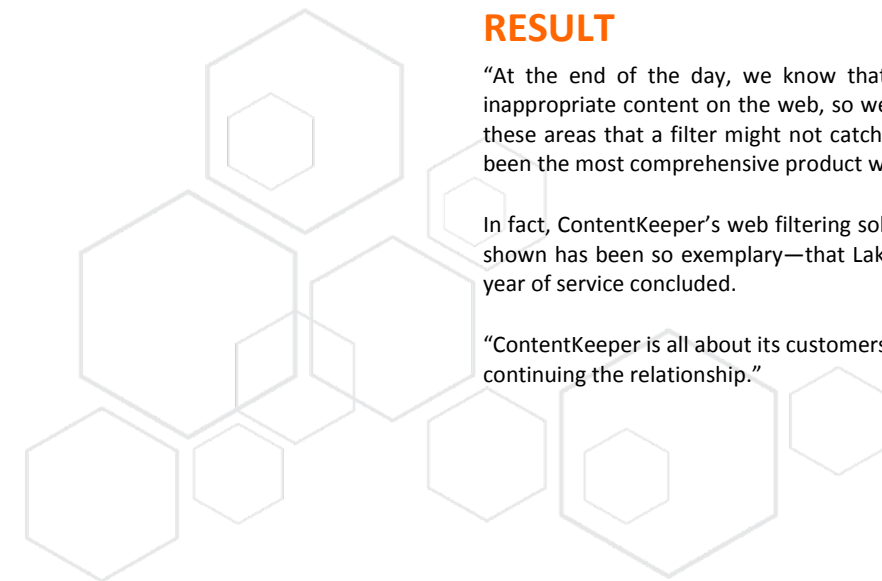 RESULT
“At the end of the day, we know that
inappropriate content on the web, so we
these areas that a filter might not catch
been the most comprehensive product w
In fact, ContentKeeper’s web filtering sol
shown has been so exemplary—that Lak
year of service concluded.
“ContentKeeper is all about its customers
continuing the relationship.”